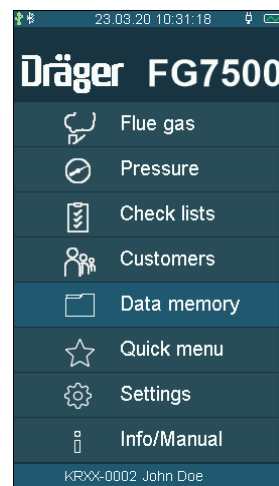 23.03.20 10:31:18
Dräger FG7500
Flue gas
Pressure
Check lists
Customers
Data memory
Quick menu
Settings
Info/Manual
KRXX-0002 John Doe